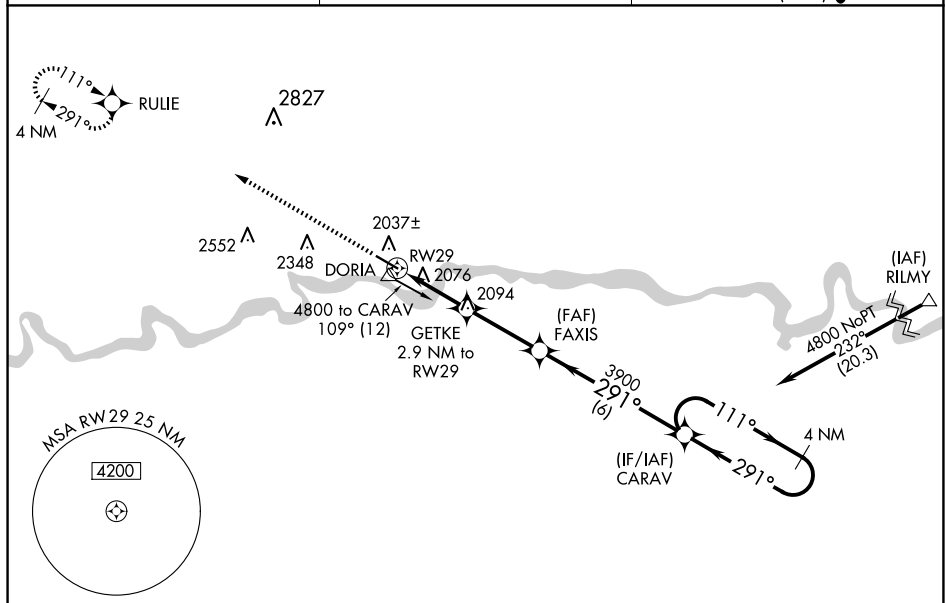 111°
291°
4 NM
RULIE
2827
2552
2348
2037±
DORIA
RW29
2076
2094
4800 to CARAV
109° (12)
GETKE
2.9 NM to
RW29
(FAF)
FAXIS
(IAF)
RILMY
4800 NoPT
232°
(20.3)
3900
291°
(6)
111°
4 NM
291°
(IF/IAF)
CARAV
MSA RW29 25 NM
4200